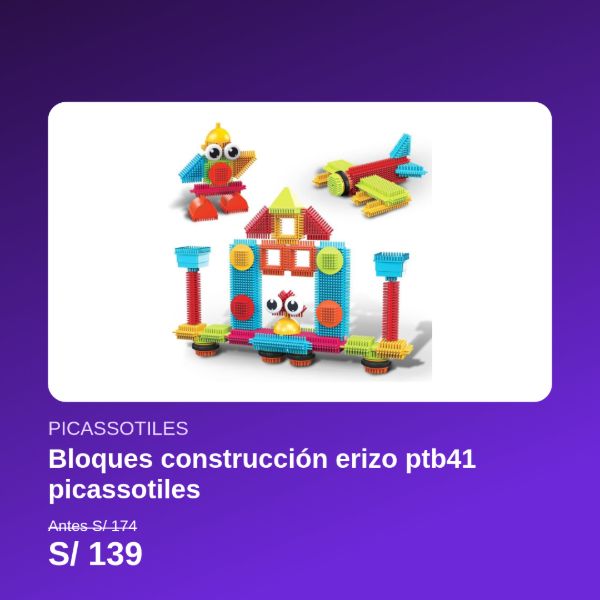 PICASSOTILES
Bloques construcción erizo ptb41
picassotiles
Antes S/ 174
S/ 139